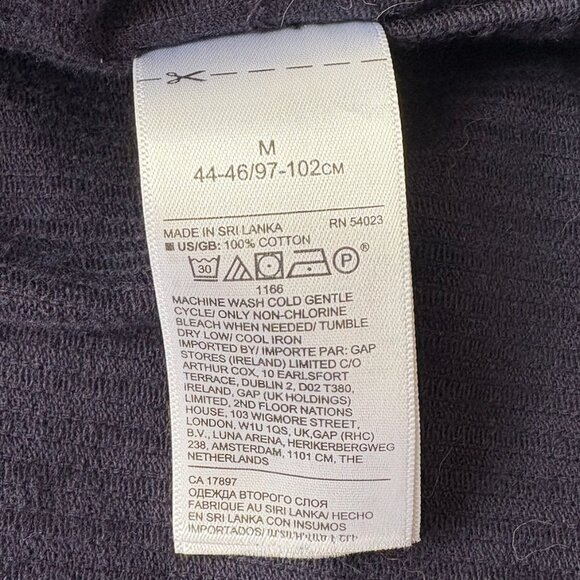 M
44-46/97-102CM
MADE IN SRI LANKA RN 54023
US/GB: 100% COTTON
30 P ®
1166
MACHINE WASH COLD GENTLE
CYCLE/ ONLY NON-CHLORINE
BLEACH WHEN NEEDED/ TUMBLE
DRY LOW/ COOL IRON
IMPORTED BY/ IMPORTE PAR: GAP
STORES (IRELAND) LIMITED C/O
ARTHUR COX, 10 EARLSFORT
TERRACE, DUBLIN 2, D02 T380,
IRELAND, GAP (UK HOLDINGS)
LIMITED, 2ND FLOOR NATIONS
HOUSE, 103 WIGMORE STREET,
LONDON, W1U 1QS, UK,GAP (RHC)
B.V., LUNA ARENA, HERIKERBERGWEG
238, AMSTERDAM, 1101 CM, THE
NETHERLANDS
CA 17897
ОДЕЖДА ВТОРОГО СЛОЯ
FABRIQUE AU SIRI LANKA/ HECHO
EN SRI LANKA CON INSUMOS
IMPORTADOS/